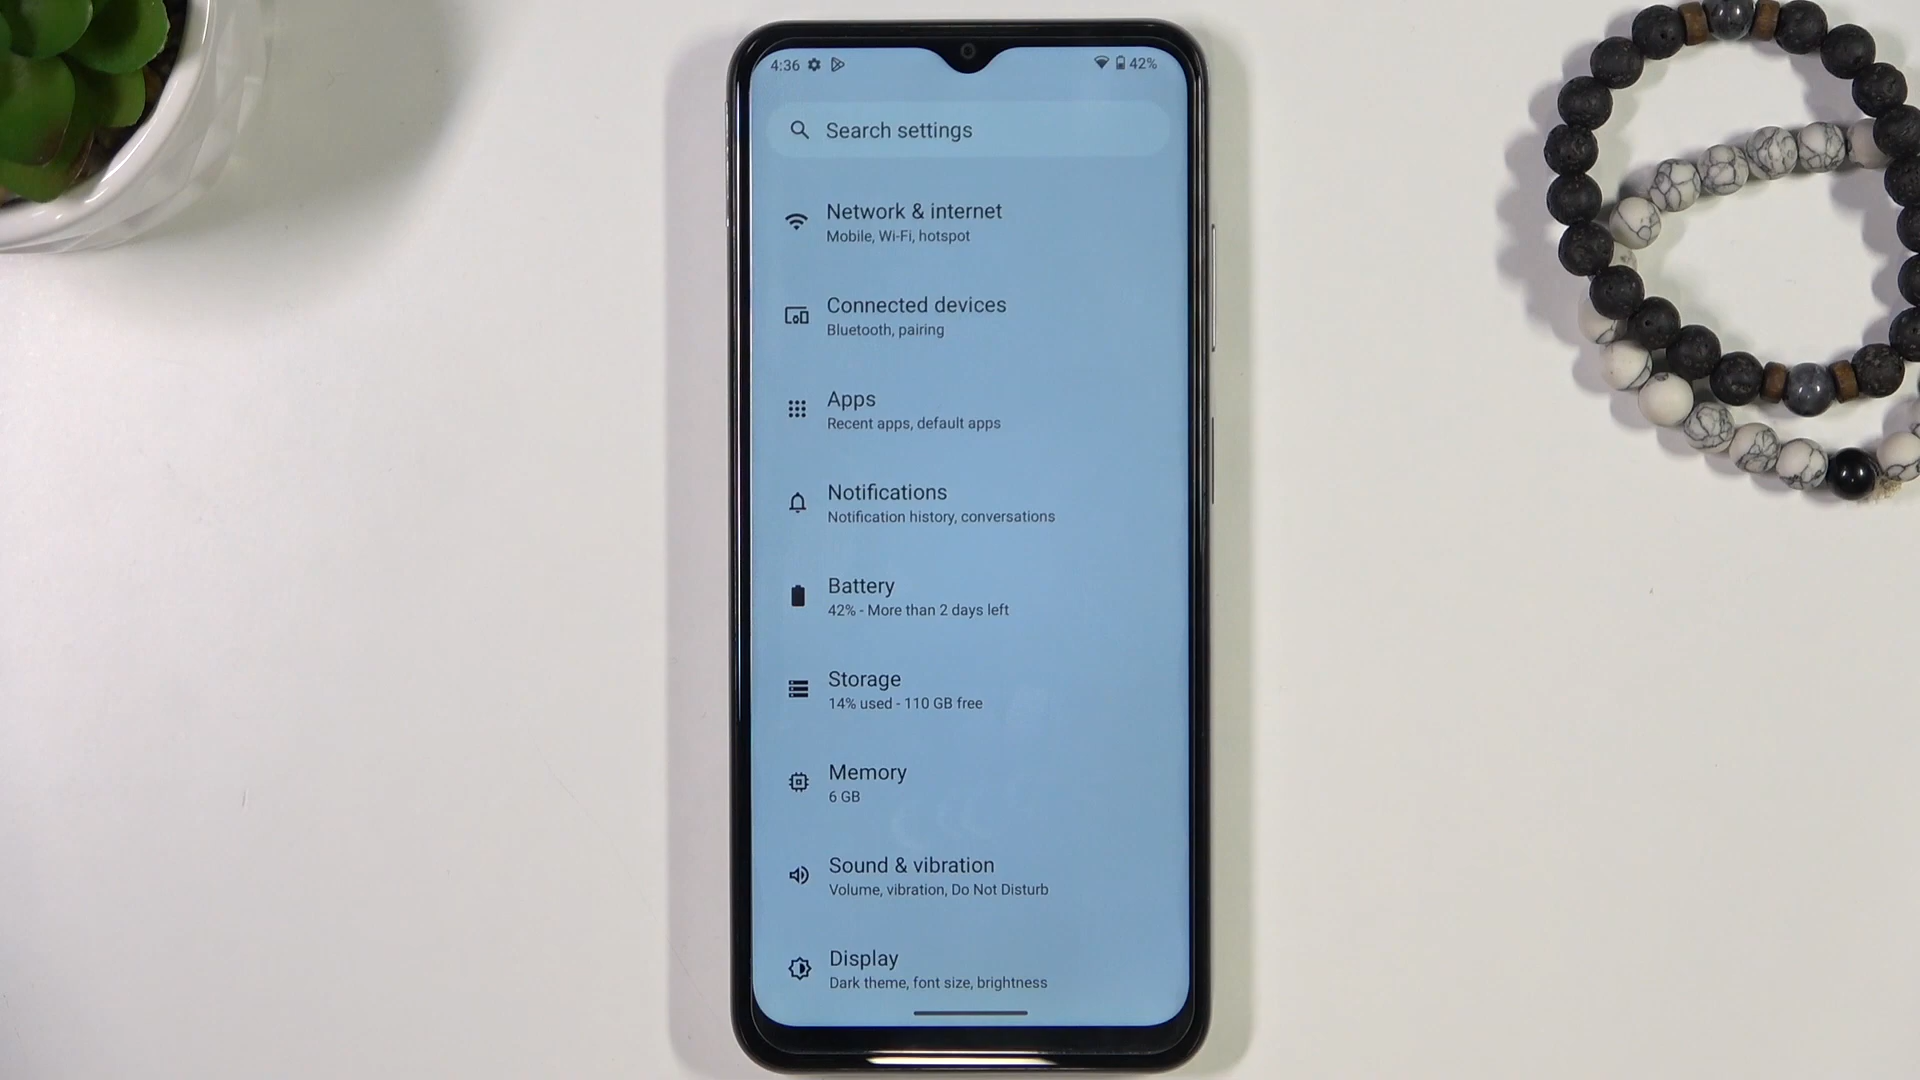 4:36 42%
Search settings
Network & internet
Mobile, Wi-Fi, hotspot
Connected devices
Bluetooth, pairing
Apps
Recent apps, default apps
Notifications
Notification history, conversations
Battery
42% - More than 2 days left
Storage
14% used - 110 GB free
Memory
6 GB
Sound & vibration
Volume, vibration, Do Not Disturb
Display
Dark theme, font size, brightness